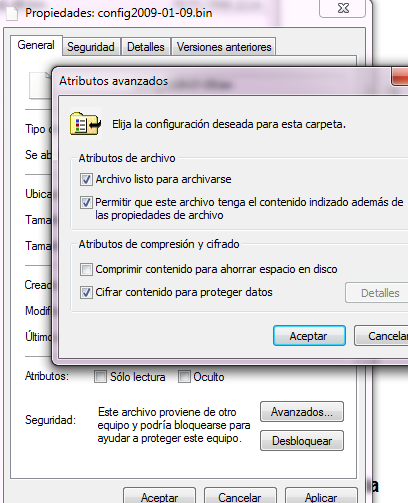 Propiedades: config2009-01-09.bin
General
Seguridad
Detalles
Versiones anteriores
Atributos avanzados
Elija la configuración deseada para esta carpeta.
Atributos de archivo
Archivo listo para archivarse
Permitir que este archivo tenga el contenido indizado además de
las propiedades de archivo
Atributos de compresión y cifrado
Comprimir contenido para ahorrar espacio en disco
Cifrar contenido para proteger datos
Detalles
Aceptar
Cancelar
Tipo d
Se ab
Ubica
Tama
Tama
Cread
Modif
Último
Atributos:
Sólo lectura
Oculto
Seguridad:
Este archivo proviene de otro
equipo y podría bloquearse para
ayudar a proteger este equipo.
Avanzados...
Desbloquear
a
Aceptar
Cancelar
Aplicar